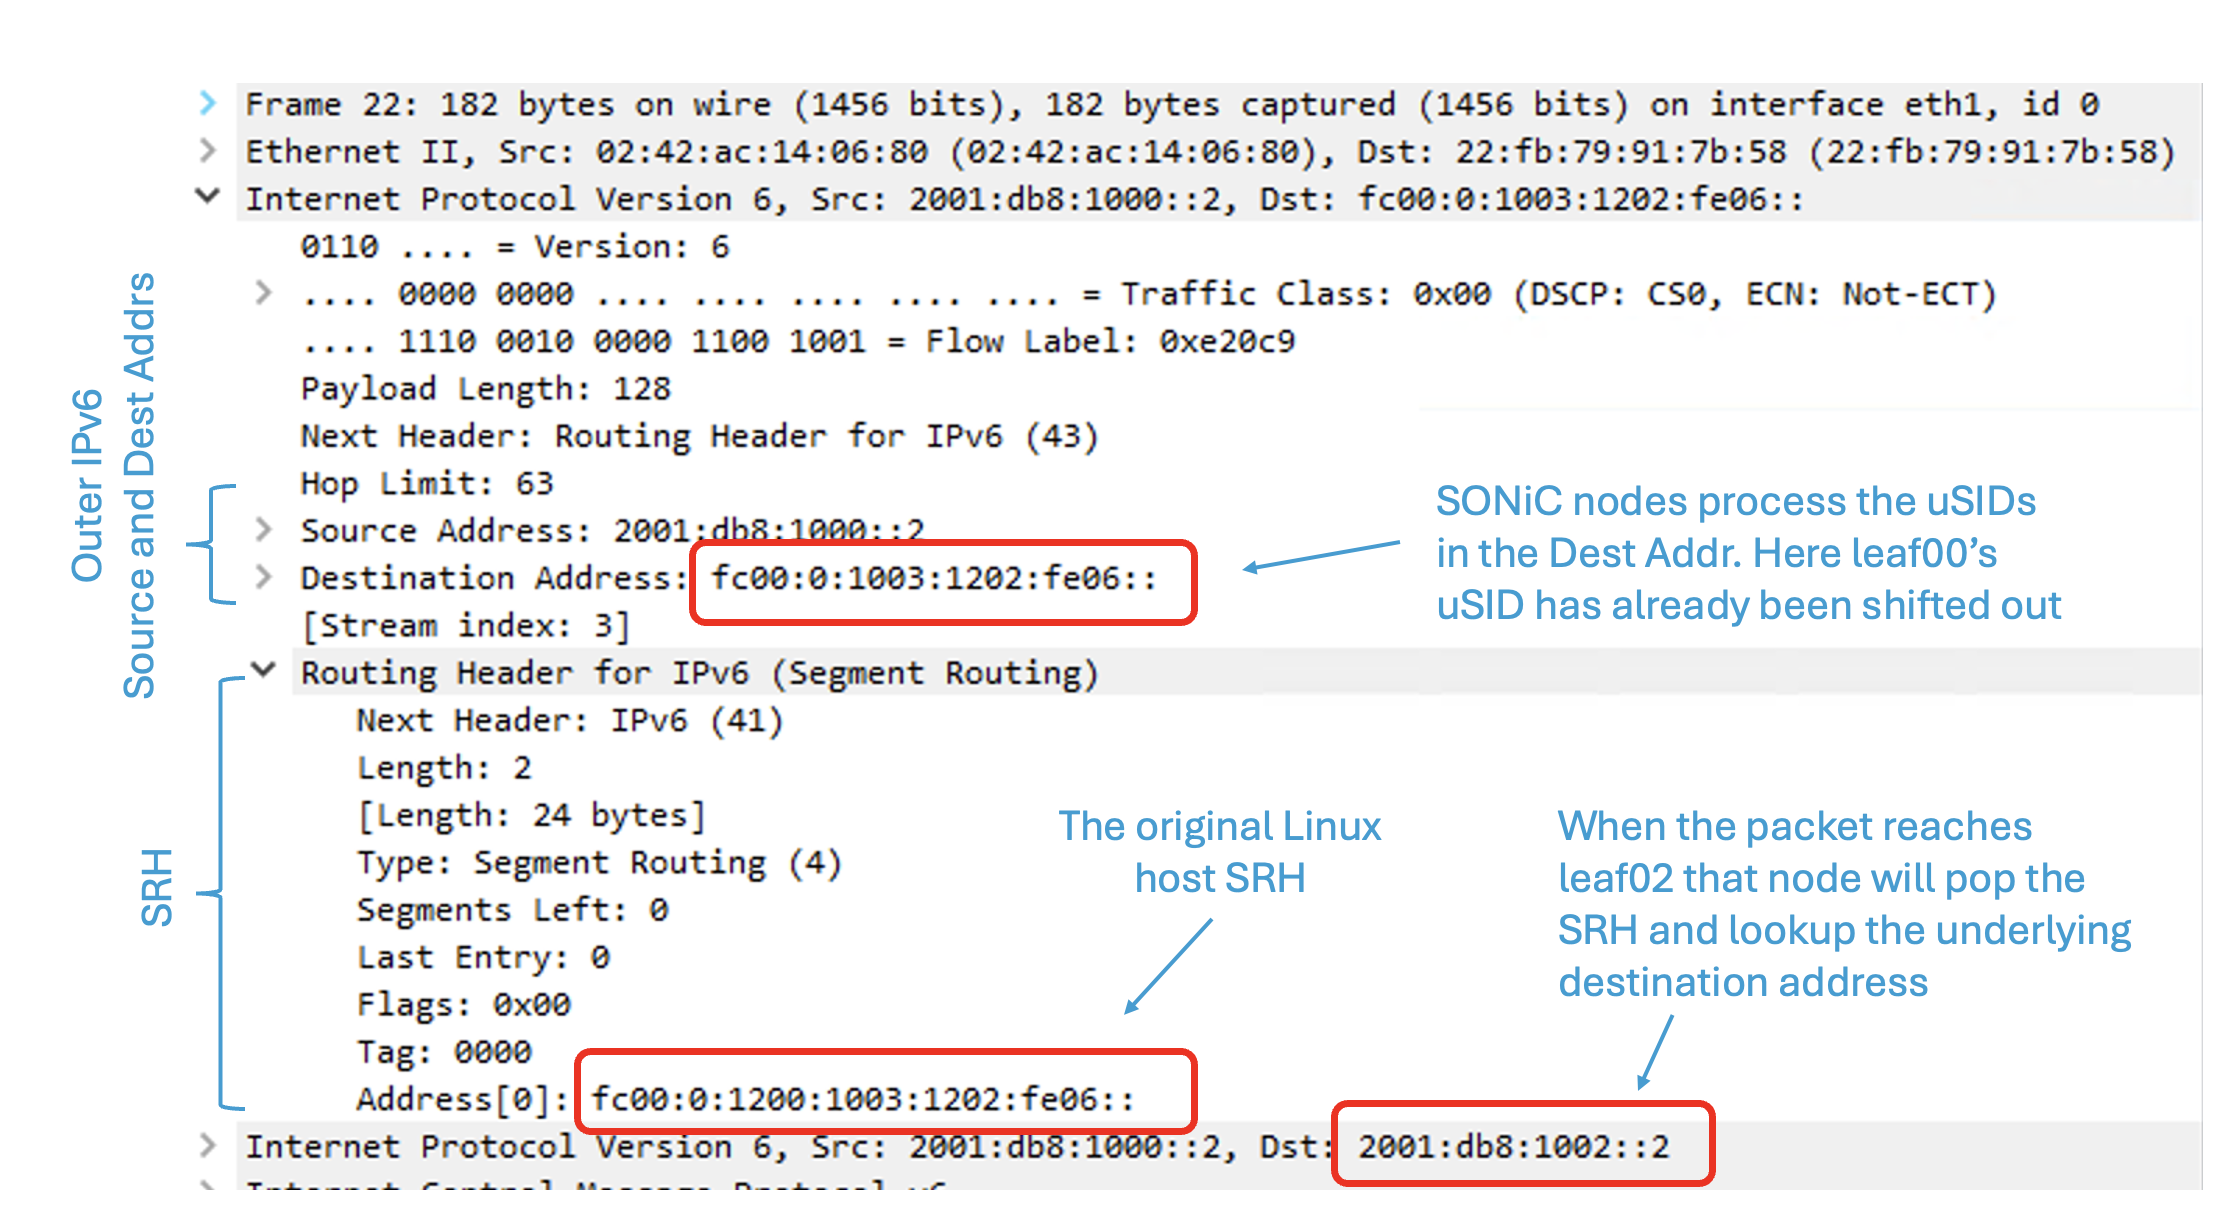 Frame 22: 182 bytes on wire (1456 bits), 182 bytes captured (1456 bits) on interface eth1, id 0
Ethernet II, Src: 02:42:ac:14:06:80 (02:42:ac:14:06:80), Dst: 22:fb:79:91:7b:58 (22:fb:79:91:7b:58)
Internet Protocol Version 6, Src: 2001:db8:1000::2, Dst: fc00:0:1003:1202:fe06::
0110 .... = Version: 6
.... 0000 0000 .... .... .... .... .... = Traffic Class: 0x00 (DSCP: CS0, ECN: Not-ECT)
.... 1110 0010 0000 1100 1001 = Flow Label: 0xe20c9
Payload Length: 128
Next Header: Routing Header for IPv6 (43)
Hop Limit: 63
Source Address: 2001:db8:1000::2
Destination Address: fc00:0:1003:1202:fe06::
[Stream index: 3]
Outer IPv6
Source and Dest Addrs
SONiC nodes process the uSIDs
in the Dest Addr. Here leaf00’s
uSID has already been shifted out
Routing Header for IPv6 (Segment Routing)
Next Header: IPv6 (41)
Length: 2
[Length: 24 bytes]
Type: Segment Routing (4)
Segments Left: 0
Last Entry: 0
Flags: 0x00
Tag: 0000
Address[0]: fc00:0:1200:1003:1202:fe06::
SRH
The original Linux
host SRH
When the packet reaches
leaf02 that node will pop the
SRH and lookup the underlying
destination address
Internet Protocol Version 6, Src: 2001:db8:1000::2, Dst: 2001:db8:1002::2
Internet Control Message Protocol v6